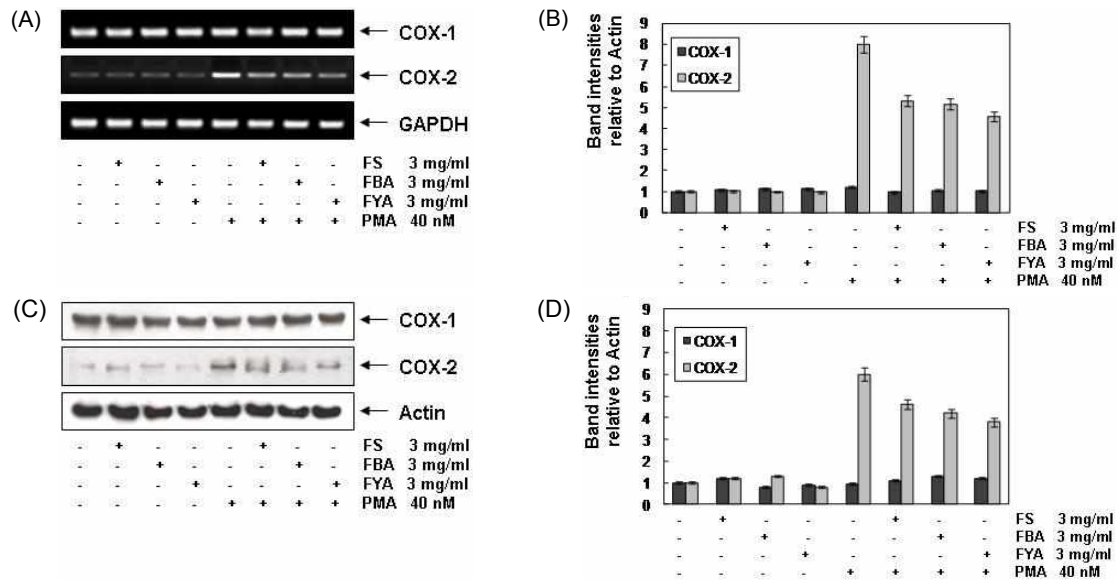 (A)
COX-1
COX-2
GAPDH
- + - - - + - - FS 3 mg/ml
- - + - - - + - FBA 3 mg/ml
- - - + - - - + FYA 3 mg/ml
- - - - + + + + PMA 40 nM
(B)
Band intensities
relative to Actin
9
8
7
6
5
4
3
2
1
0
COX-1
COX-2
- + - - - + - - FS 3 mg/ml
- - + - - - + - FBA 3 mg/ml
- - - + - - - + FYA 3 mg/ml
- - - - + + + + PMA 40 nM
(C)
COX-1
COX-2
Actin
- + - - - + - - FS 3 mg/ml
- - + - - - + - FBA 3 mg/ml
- - - + - - - + FYA 3 mg/ml
- - - - + + + + PMA 40 nM
(D)
Band intensities
relative to Actin
9
8
7
6
5
4
3
2
1
0
COX-1
COX-2
- + - - - + - - FS 3 mg/ml
- - + - - - + - FBA 3 mg/ml
- - - + - - - + FYA 3 mg/ml
- - - - + + + + PMA 40 nM